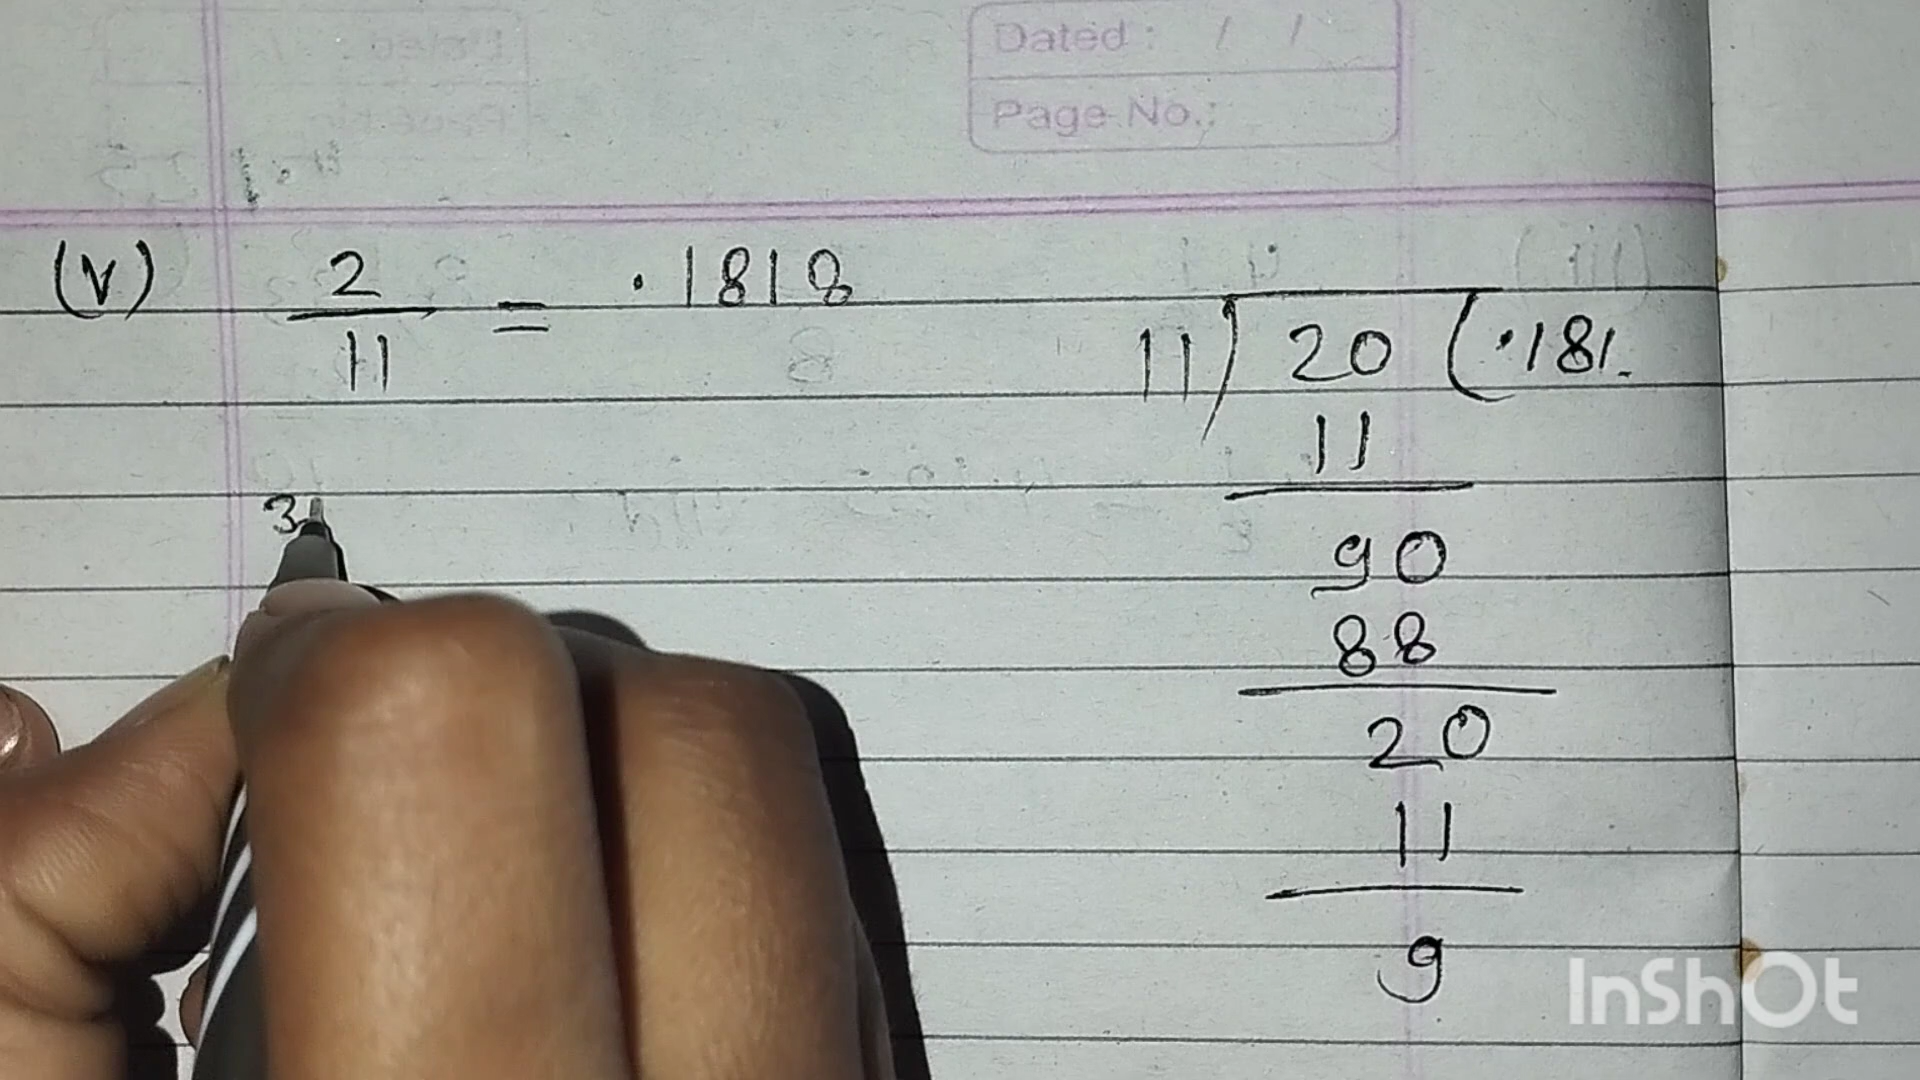 Dated : / /
Page No.:
(v) 2/11 = .1818
11) 20 (.181.
11
90
88
20
11
9
3
InShOt